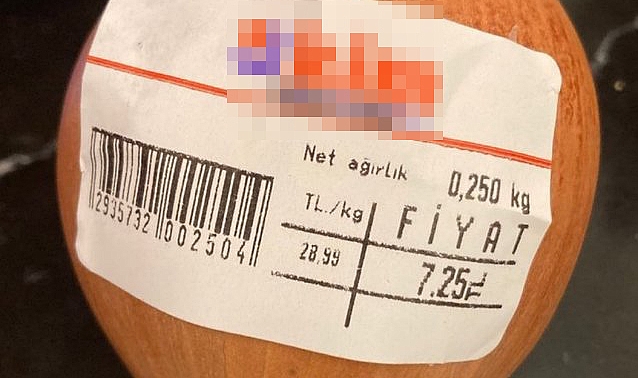 Net ağırlık 0,250 kg
TL./kg FİYAT
28,99 7.25₺
2935732 002504